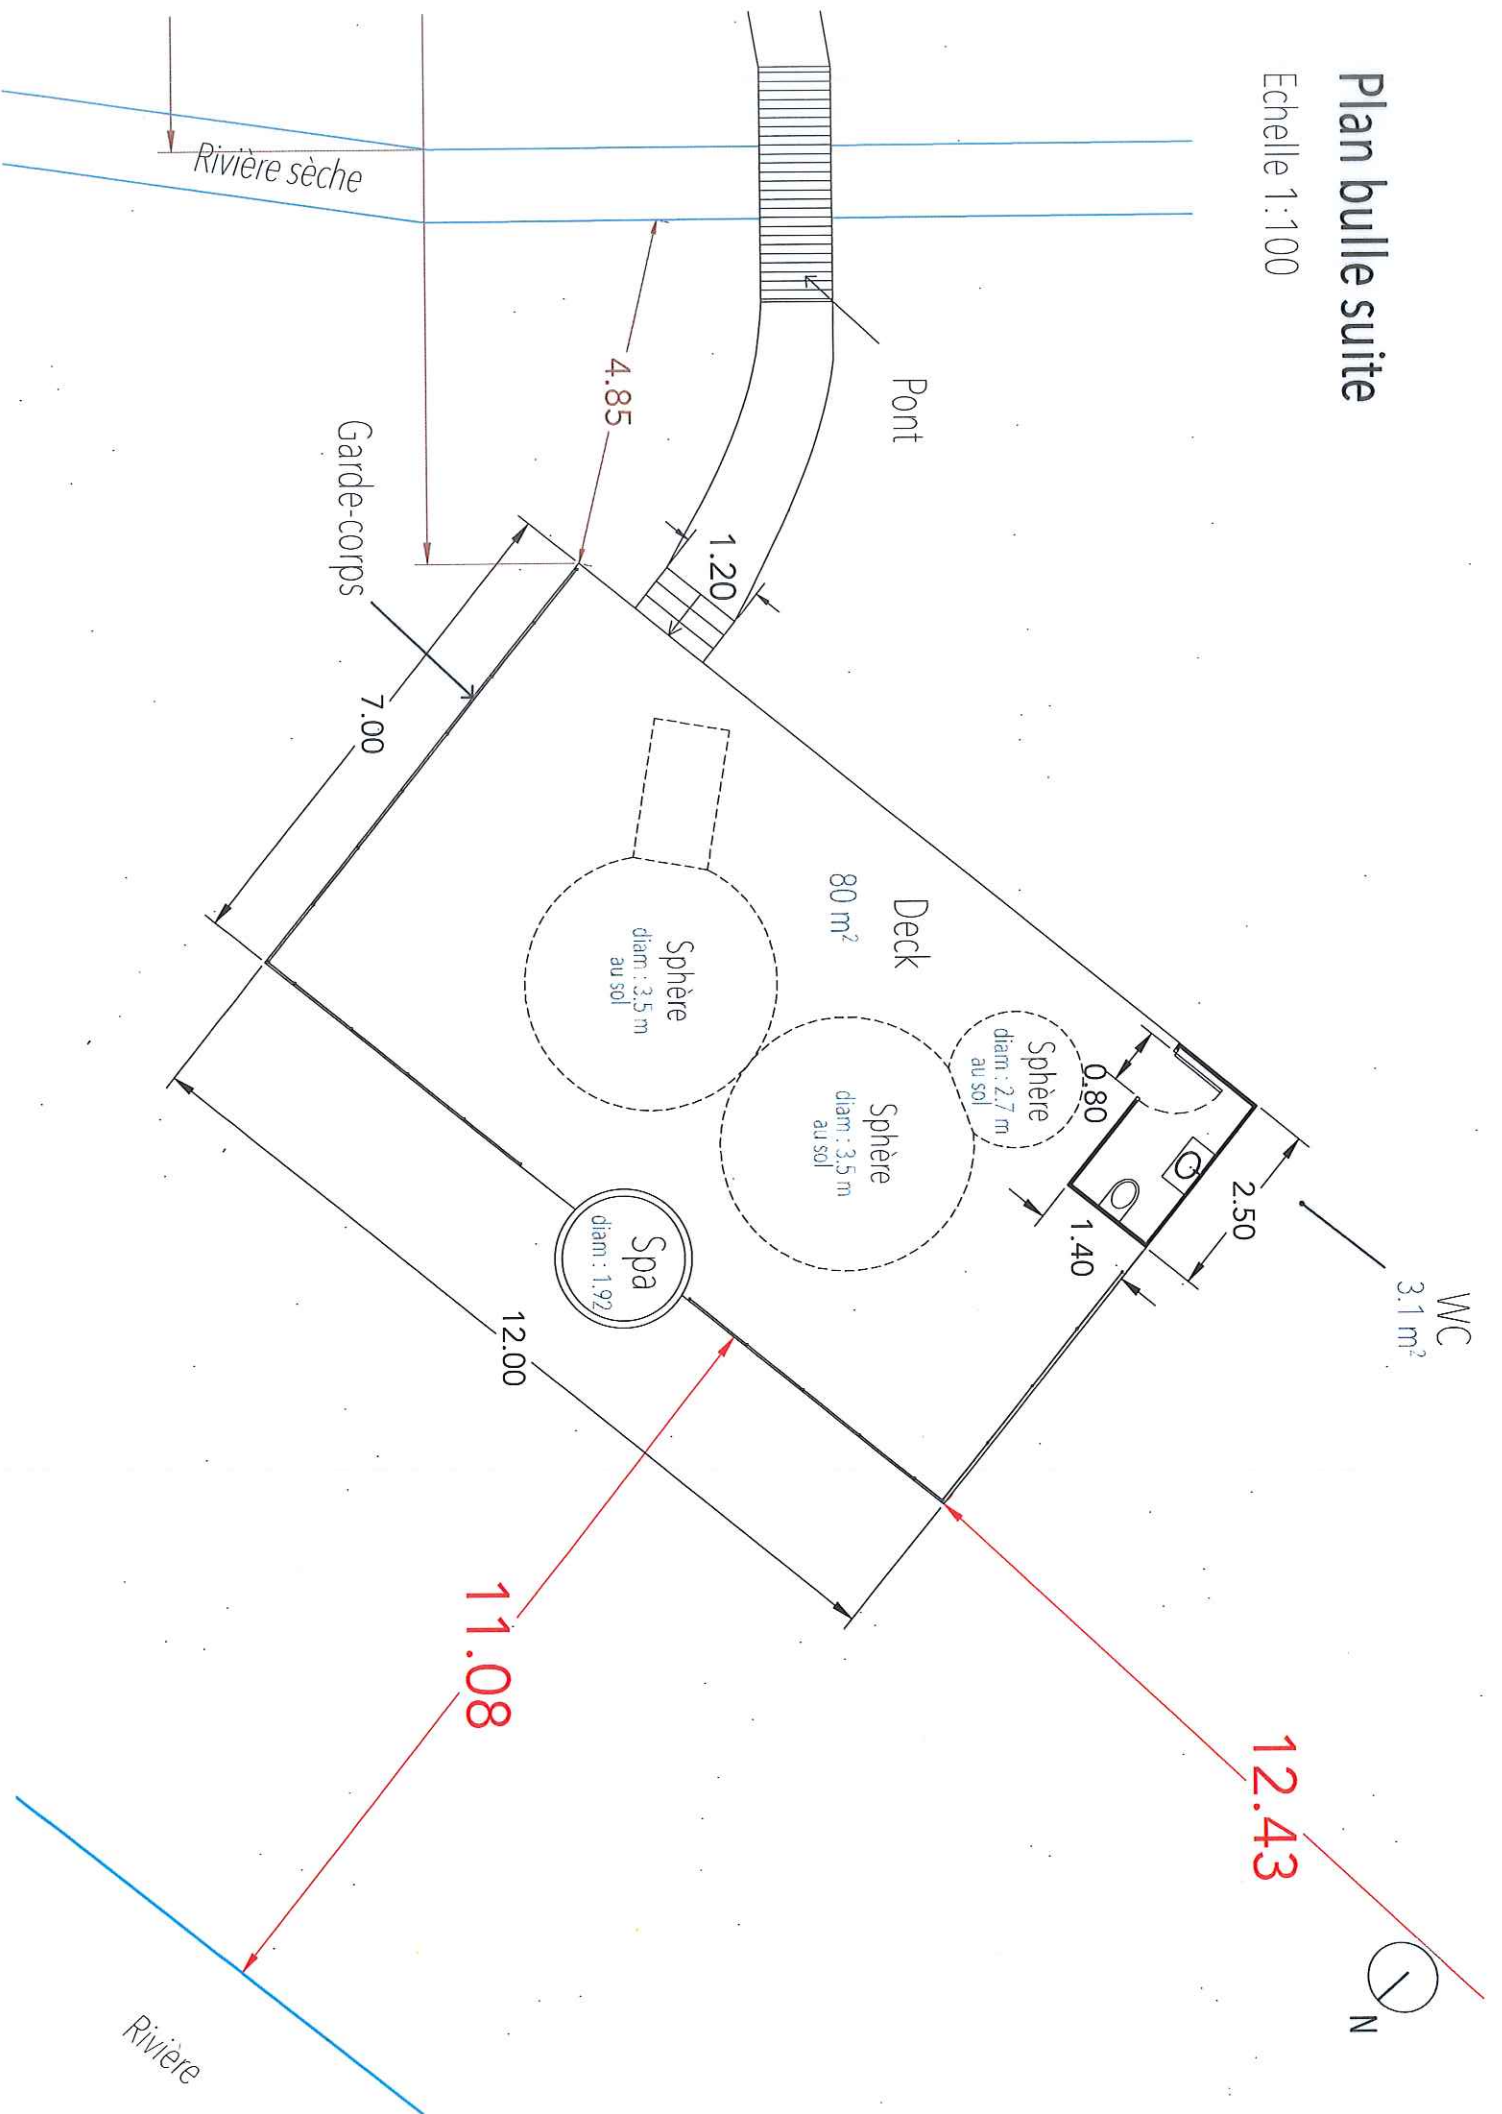 Plan bulle suite
Echelle 1:100
Rivière sèche
Pont
4.85
Garde-corps
1.20
7.00
Deck
80 m²
Sphère
diam : 3.5 m
au sol
Sphère
diam : 2.7 m
au sol
Sphère
diam : 3.5 m
au sol
0.80
1.40
2.50
WC
3.1 m²
Spa
diam : 1.92
12.00
11.08
12.43
N
Rivière